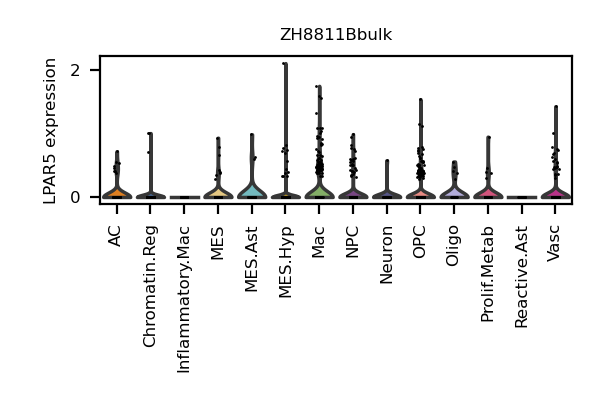 ZH8811Bbulk
LPAR5 expression
2
0
AC
Chromatin.Reg
Inflammatory.Mac
MES
MES.Ast
MES.Hyp
Mac
NPC
Neuron
OPC
Oligo
Prolif.Metab
Reactive.Ast
Vasc